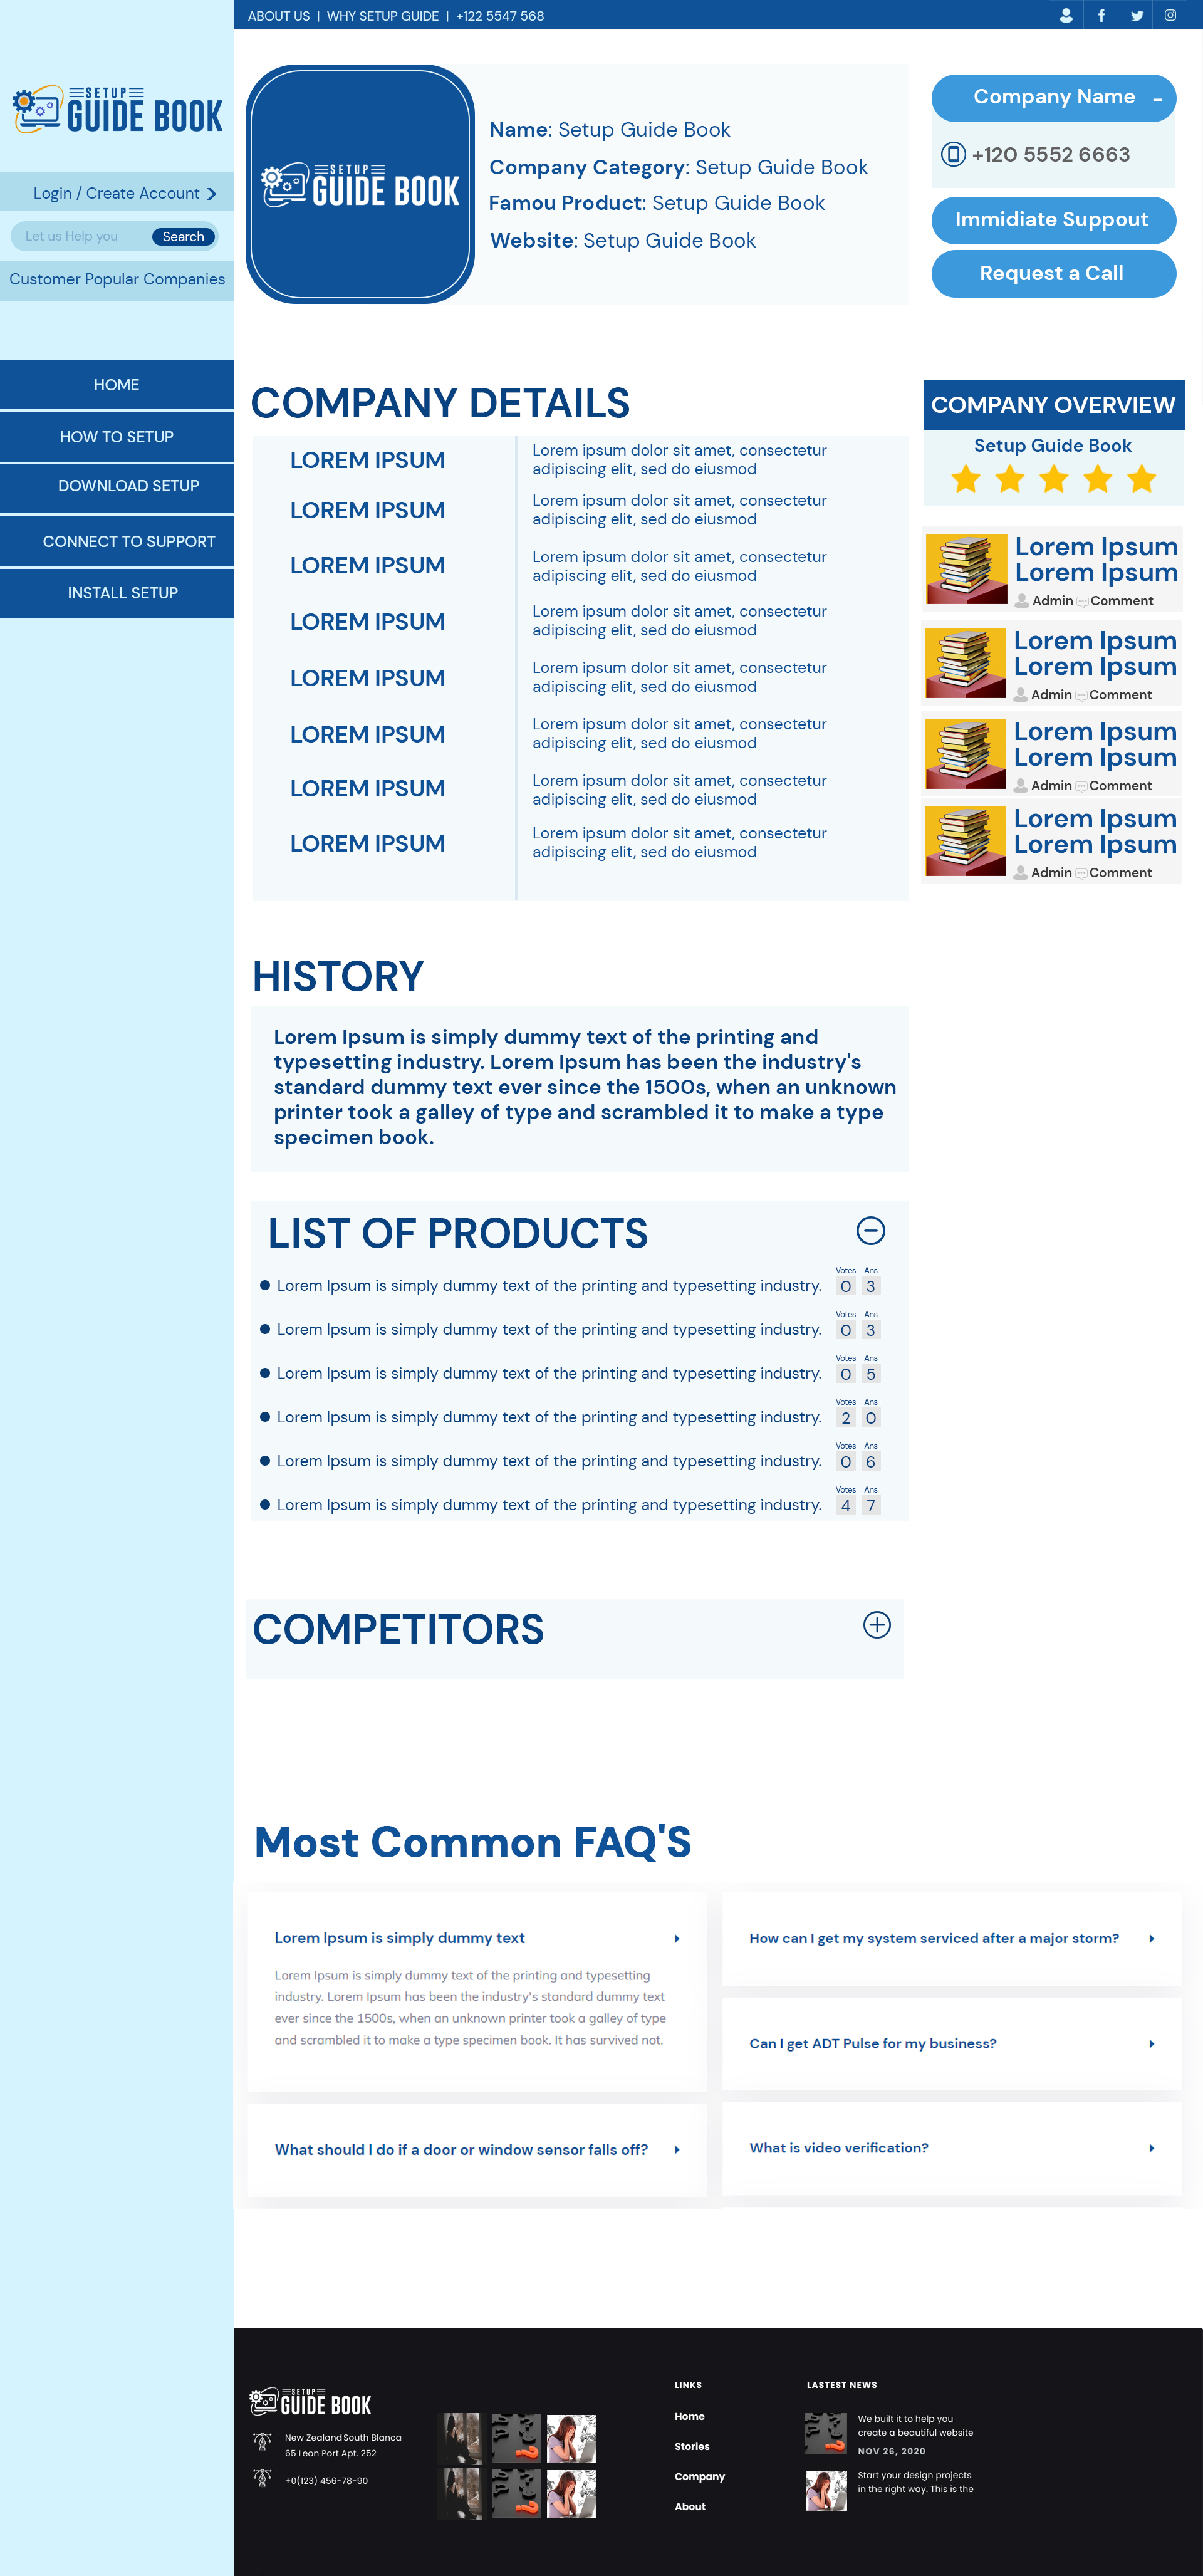 ABOUT US | WHY SETUP GUIDE | +122 5547 568
SETUP
GUIDE BOOK
Login / Create Account
Let us Help you
Search
Customer Popular Companies
HOME
HOW TO SETUP
DOWNLOAD SETUP
CONNECT TO SUPPORT
INSTALL SETUP
SETUP
GUIDE BOOK
Name: Setup Guide Book
Company Category: Setup Guide Book
Famou Product: Setup Guide Book
Website: Setup Guide Book
Company Name -
+120 5552 6663
Immidiate Suppout
Request a Call
COMPANY DETAILS
LOREM IPSUM
Lorem ipsum dolor sit amet, consectetur
adipiscing elit, sed do eiusmod
LOREM IPSUM
Lorem ipsum dolor sit amet, consectetur
adipiscing elit, sed do eiusmod
LOREM IPSUM
Lorem ipsum dolor sit amet, consectetur
adipiscing elit, sed do eiusmod
LOREM IPSUM
Lorem ipsum dolor sit amet, consectetur
adipiscing elit, sed do eiusmod
LOREM IPSUM
Lorem ipsum dolor sit amet, consectetur
adipiscing elit, sed do eiusmod
LOREM IPSUM
Lorem ipsum dolor sit amet, consectetur
adipiscing elit, sed do eiusmod
LOREM IPSUM
Lorem ipsum dolor sit amet, consectetur
adipiscing elit, sed do eiusmod
LOREM IPSUM
Lorem ipsum dolor sit amet, consectetur
adipiscing elit, sed do eiusmod
COMPANY OVERVIEW
Setup Guide Book
Lorem Ipsum
Lorem Ipsum
Admin Comment
Lorem Ipsum
Lorem Ipsum
Admin Comment
Lorem Ipsum
Lorem Ipsum
Admin Comment
Lorem Ipsum
Lorem Ipsum
Admin Comment
HISTORY
Lorem Ipsum is simply dummy text of the printing and
typesetting industry. Lorem Ipsum has been the industry's
standard dummy text ever since the 1500s, when an unknown
printer took a galley of type and scrambled it to make a type
specimen book.
LIST OF PRODUCTS
Votes Ans
Lorem Ipsum is simply dummy text of the printing and typesetting industry. 0 3
Votes Ans
Lorem Ipsum is simply dummy text of the printing and typesetting industry. 0 3
Votes Ans
Lorem Ipsum is simply dummy text of the printing and typesetting industry. 0 5
Votes Ans
Lorem Ipsum is simply dummy text of the printing and typesetting industry. 2 0
Votes Ans
Lorem Ipsum is simply dummy text of the printing and typesetting industry. 0 6
Votes Ans
Lorem Ipsum is simply dummy text of the printing and typesetting industry. 4 7
COMPETITORS
Most Common FAQ'S
Lorem Ipsum is simply dummy text
Lorem Ipsum is simply dummy text of the printing and typesetting
industry. Lorem Ipsum has been the industry's standard dummy text
ever since the 1500s, when an unknown printer took a galley of type
and scrambled it to make a type specimen book. It has survived not.
What should I do if a door or window sensor falls off?
How can I get my system serviced after a major storm?
Can I get ADT Pulse for my business?
What is video verification?
SETUP
GUIDE BOOK
New Zealand South Blanca
65 Leon Port Apt. 252
+0(123) 456-78-90
LINKS
Home
Stories
Company
About
LASTEST NEWS
We built it to help you
create a beautiful website
NOV 26, 2020
Start your design projects
in the right way. This is the